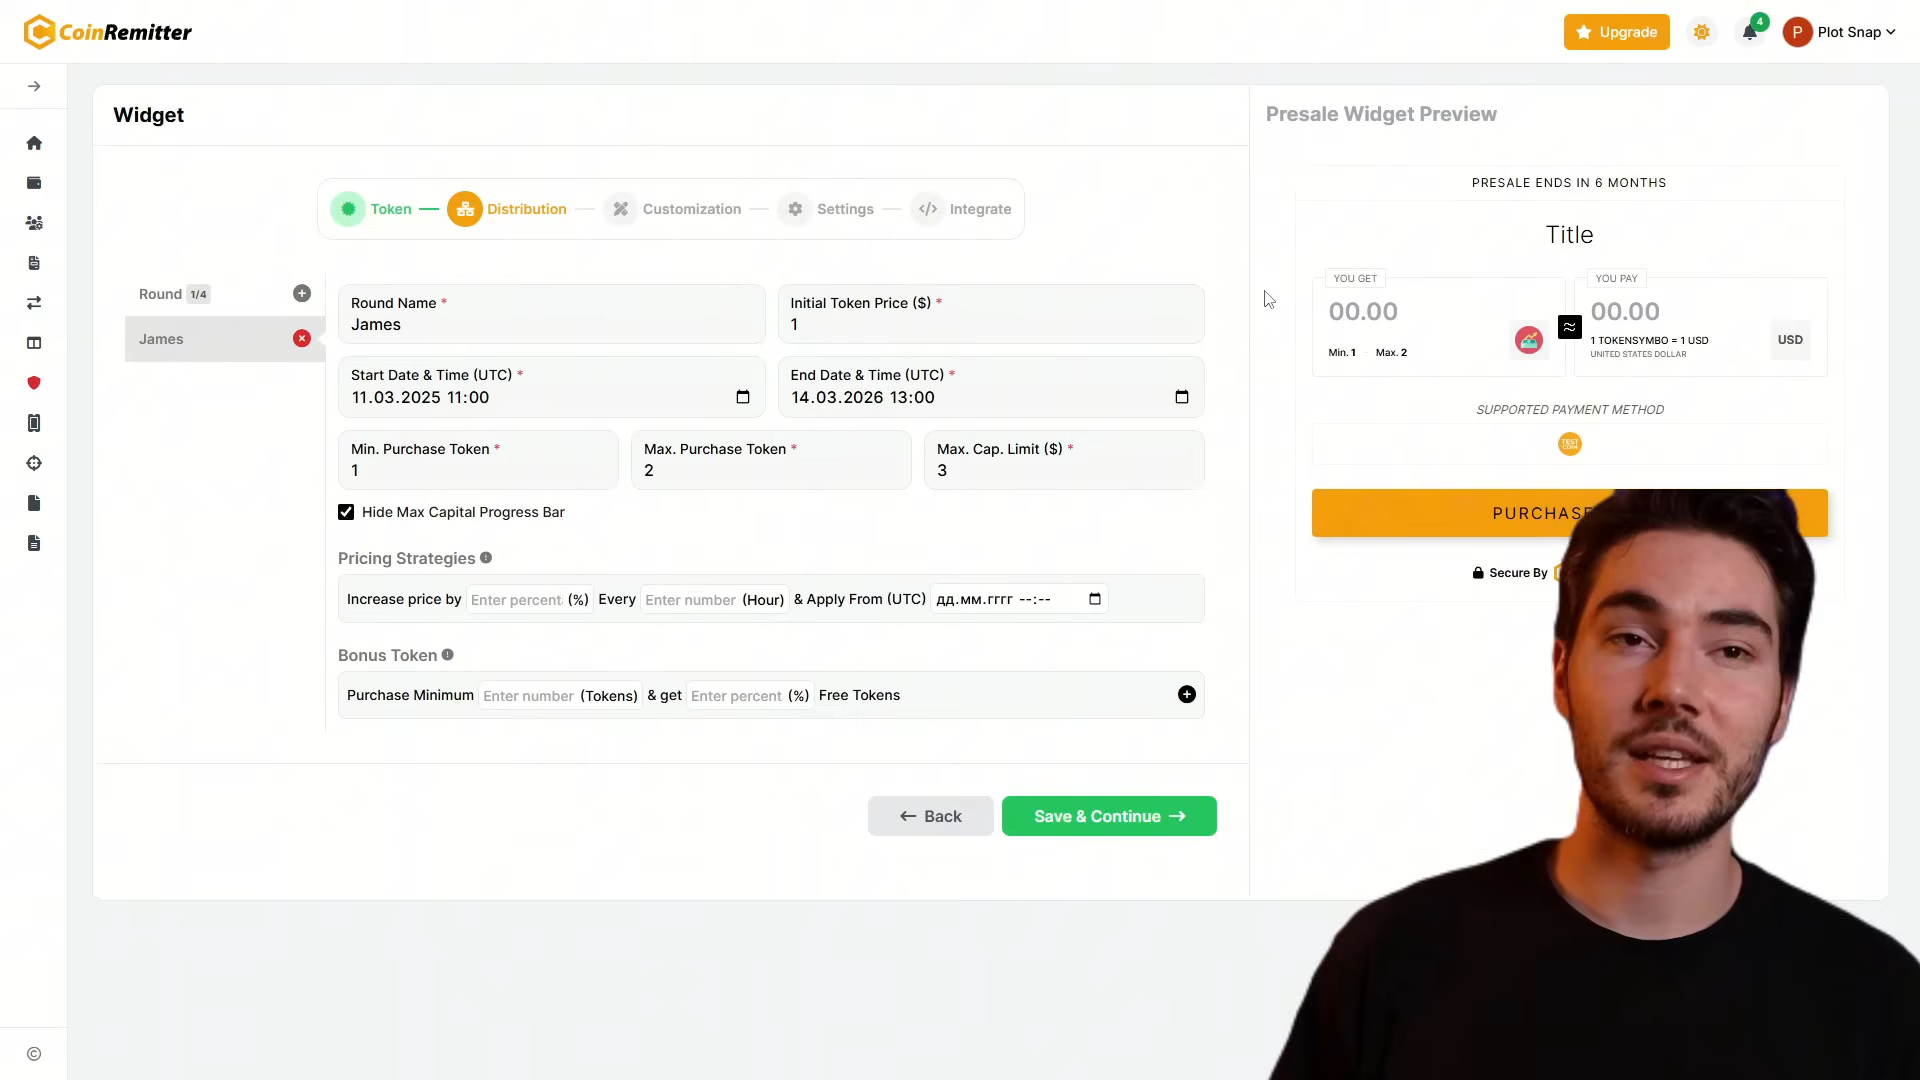 CoinRemitter
Upgrade
4
P
Plot Snap
Widget
Token
Distribution
Customization
Settings
Integrate
Round 1/4
James
Round Name *
James
Initial Token Price ($) *
1
Start Date & Time (UTC) *
11.03.2025 11:00
End Date & Time (UTC) *
14.03.2026 13:00
Min. Purchase Token *
1
Max. Purchase Token *
2
Max. Cap. Limit ($) *
3
Hide Max Capital Progress Bar
Pricing Strategies
Increase price by Enter percent (%) Every Enter number (Hour) & Apply From (UTC) дд.мм.гггг --:--
Bonus Token
Purchase Minimum Enter number (Tokens) & get Enter percent (%) Free Tokens
Back
Save & Continue
Presale Widget Preview
PRESALE ENDS IN 6 MONTHS
Title
YOU GET
00.00
Min. 1 - Max. 2
≈
YOU PAY
00.00
1 TOKENSYMBO = 1 USD
UNITED STATES DOLLAR
USD
SUPPORTED PAYMENT METHOD
TEST COIN
PURCHASE
Secure By